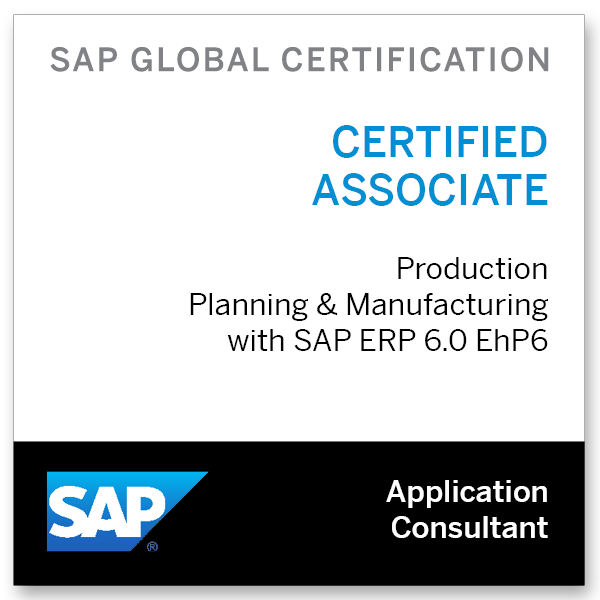 SAP GLOBAL CERTIFICATION
CERTIFIED
ASSOCIATE
Production
Planning & Manufacturing
with SAP ERP 6.0 EhP6
SAP®
Application
Consultant